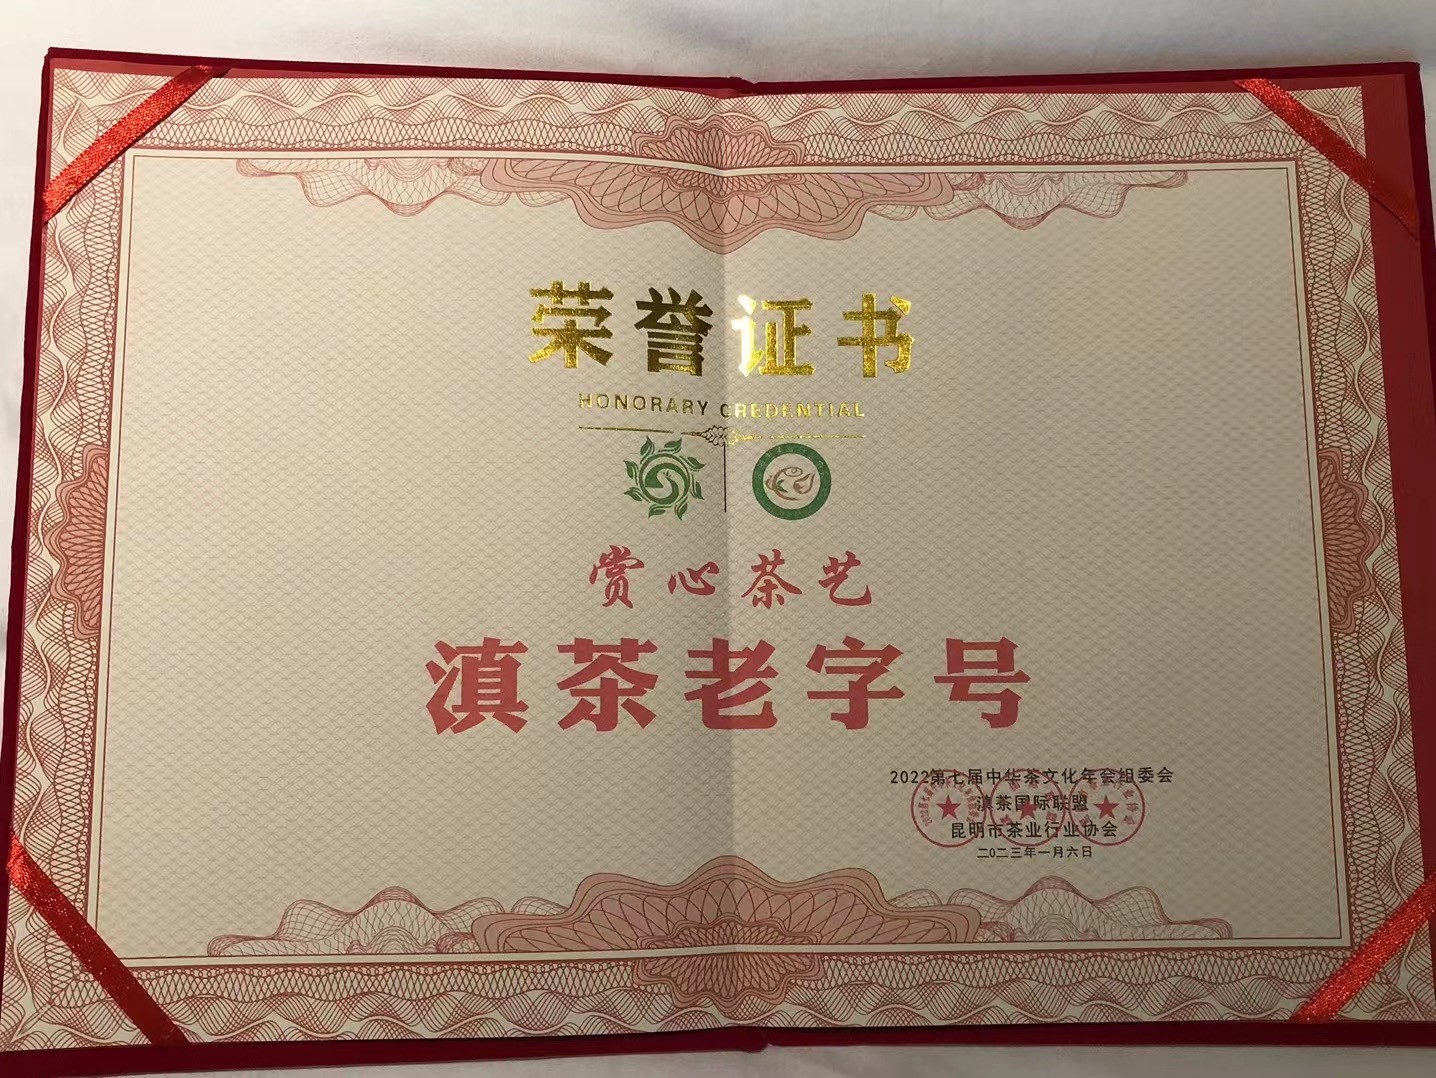 荣誉证书
HONORARY CREDENTIAL
赏心茶艺
滇茶老字号
2022第七届中华茶文化年会组委会
滇茶国际联盟
昆明市茶业行业协会
二0二三年一月六日